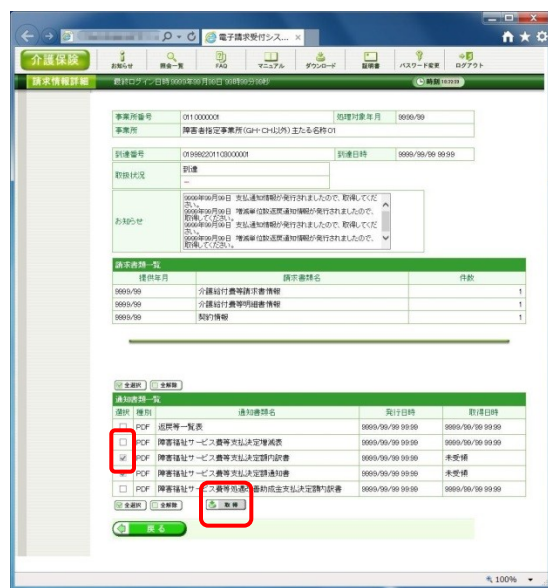 電子請求受付シス... ×
介護保険
お知らせ 照会一覧 FAQ マニュアル ダウンロード 証明書 パスワード変更 ログアウト
請求情報詳細 最終ログイン日時 9999年99月99日 99時99分99秒 時刻
事業所番号 0110000001 処理対象年月 9999/99
事業所 障害者指定事業所(GH・CH以外)主たる名称01
到達番号 到達日時 9999/99/99 99:99
取扱状況 到達
－
お知らせ
9999年99月99日 支払通知情報が発行されましたので、取得してくだ
さい。
9999年99月99日 増減単位数返戻通知情報が発行されましたので、
取得してください。
9999年99月99日 支払通知情報が発行されましたので、取得してくだ
さい。
9999年99月99日 増減単位数返戻通知情報が発行されましたので、
取得してください。
請求書類一覧
提供年月 請求書類名 件数
9999/99 介護給付費等請求書情報 1
9999/99 介護給付費等明細書情報 1
9999/99 契約情報 1
全選択 全解除
通知書類一覧
選択 種別 通知書類名 発行日時 取得日時
PDF 返戻等一覧表 9999/99/99 99:99 9999/99/99 99:99
PDF 障害福祉サービス費等支払決定増減表 9999/99/99 99:99 9999/99/99 99:99
PDF 障害福祉サービス費等支払決定額内訳書 9999/99/99 99:99 未受領
PDF 障害福祉サービス費等支払決定額通知書 9999/99/99 99:99 未受領
PDF 障害福祉サービス費等処遇改善助成金支払決定額内訳書 9999/99/99 99:99 9999/99/99 99:99
全選択 全解除 取得
戻る
100%